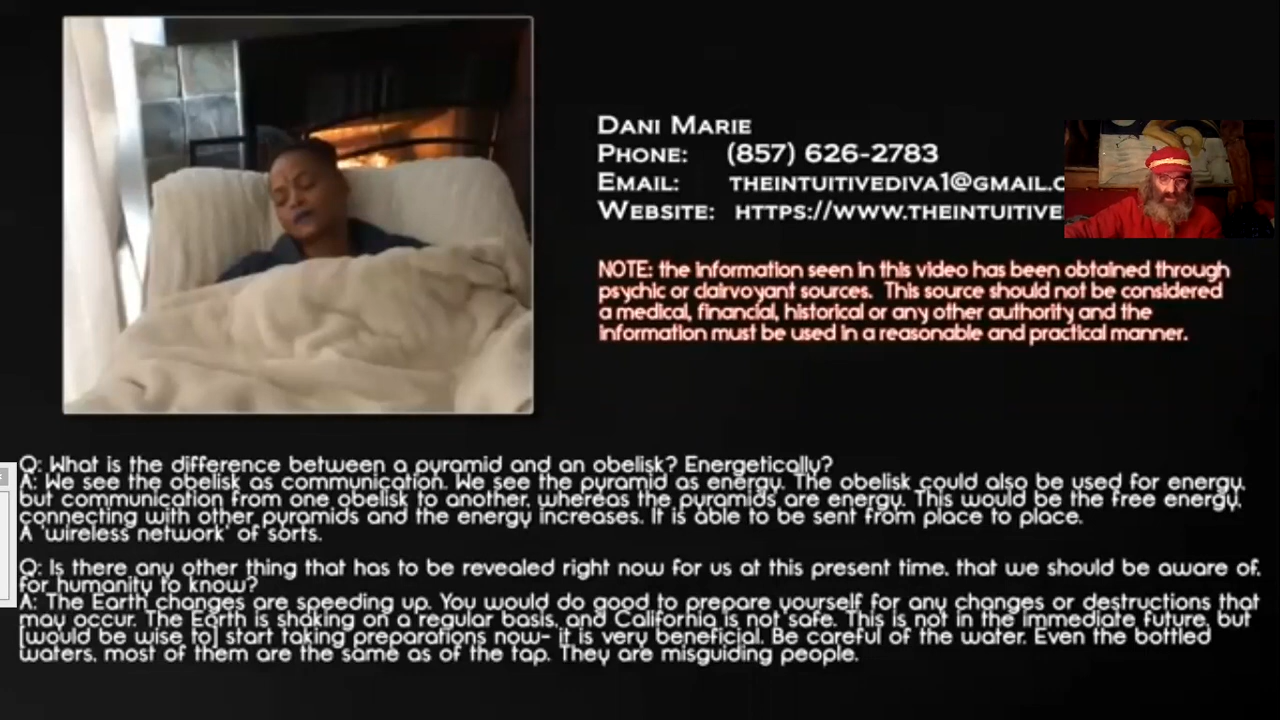 DANI MARIE
PHONE: (857) 626-2783
EMAIL: THEINTUITIVEDIVA1@GMAIL.C
WEBSITE: HTTPS://WWW.THEINTUITIVE
NOTE: the information seen in this video has been obtained through
psychic or clairvoyant sources. This source should not be considered
a medical, financial, historical or any other authority and the
information must be used in a reasonable and practical manner.
Q: What is the difference between a pyramid and an obelisk? Energetically?
A: We see the obelisk as communication. We see the pyramid as energy. The obelisk could also be used for energy,
but communication from one obelisk to another, whereas the pyramids are energy. This would be the free energy,
connecting with other pyramids and the energy increases. It is able to be sent from place to place.
A 'wireless network' of sorts.
Q: Is there any other thing that has to be revealed right now for us at this present time, that we should be aware of,
for humanity to know?
A: The Earth changes are speeding up. You would do good to prepare yourself for any changes or destructions that
may occur. The Earth is shaking on a regular basis, and California is not safe. This is not in the immediate future, but
[would be wise to] start taking preparations now- it is very beneficial. Be careful of the water. Even the bottled
waters, most of them are the same as of the tap. They are misguiding people.